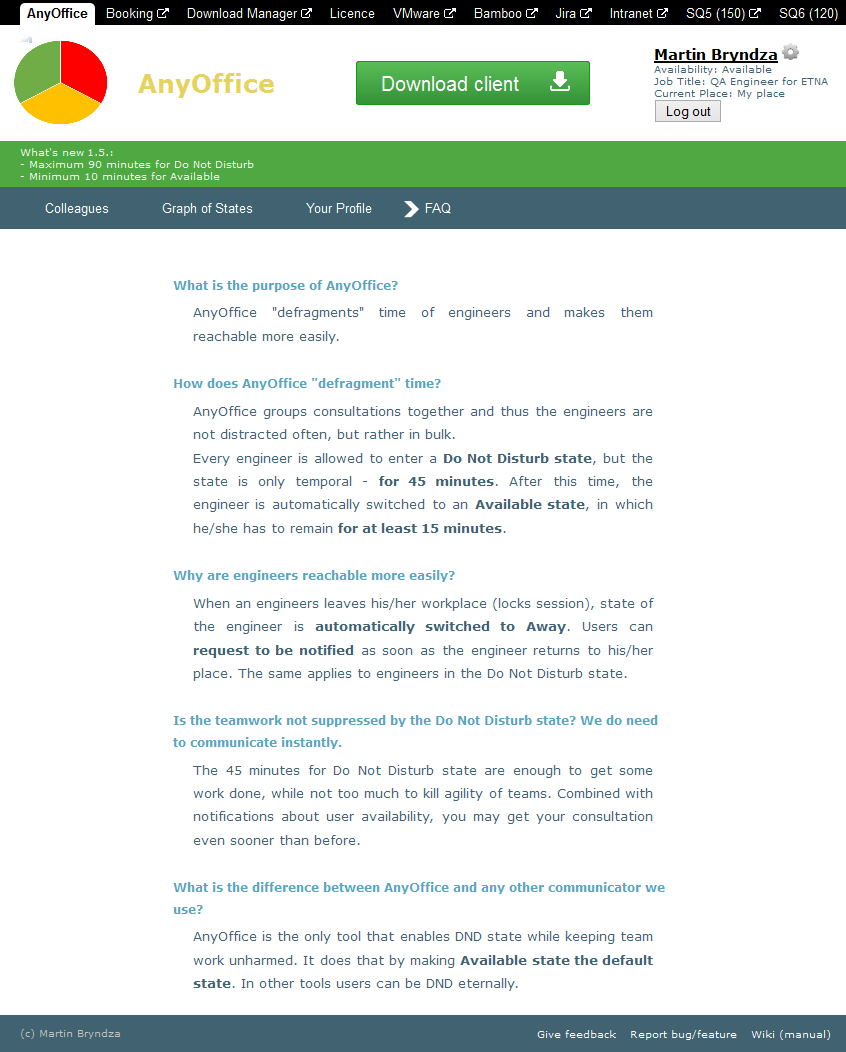 AnyOffice Booking Download Manager Licence VMware Bamboo Jira Intranet SQ5 (150) SQ6 (120)
AnyOffice
Download client
Martin Bryndza
Availability: Available
Job Title: QA Engineer for ETNA
Current Place: My place
Log out
What's new 1.5.:
- Maximum 90 minutes for Do Not Disturb
- Minimum 10 minutes for Available
Colleagues Graph of States Your Profile FAQ
What is the purpose of AnyOffice?
AnyOffice "defragments" time of engineers and makes them
reachable more easily.
How does AnyOffice "defragment" time?
AnyOffice groups consultations together and thus the engineers are
not distracted often, but rather in bulk.
Every engineer is allowed to enter a Do Not Disturb state, but the
state is only temporal - for 45 minutes. After this time, the
engineer is automatically switched to an Available state, in which
he/she has to remain for at least 15 minutes.
Why are engineers reachable more easily?
When an engineers leaves his/her workplace (locks session), state of
the engineer is automatically switched to Away. Users can
request to be notified as soon as the engineer returns to his/her
place. The same applies to engineers in the Do Not Disturb state.
Is the teamwork not suppressed by the Do Not Disturb state? We do need
to communicate instantly.
The 45 minutes for Do Not Disturb state are enough to get some
work done, while not too much to kill agility of teams. Combined with
notifications about user availability, you may get your consultation
even sooner than before.
What is the difference between AnyOffice and any other communicator we
use?
AnyOffice is the only tool that enables DND state while keeping team
work unharmed. It does that by making Available state the default
state. In other tools users can be DND eternally.
(c) Martin Bryndza Give feedback Report bug/feature Wiki (manual)